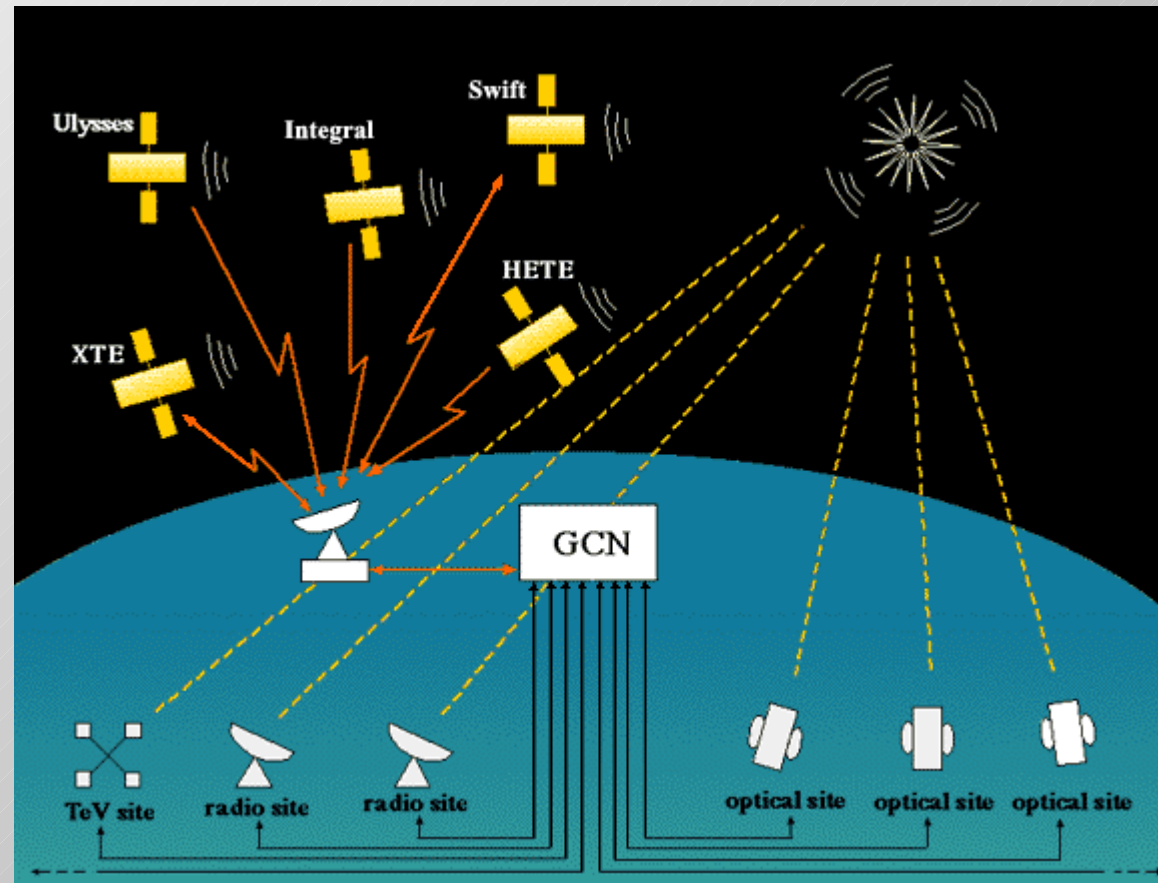 Swift
Ulysses
Integral
HETE
XTE
GCN
TeV site
radio site
radio site
optical site
optical site
optical site